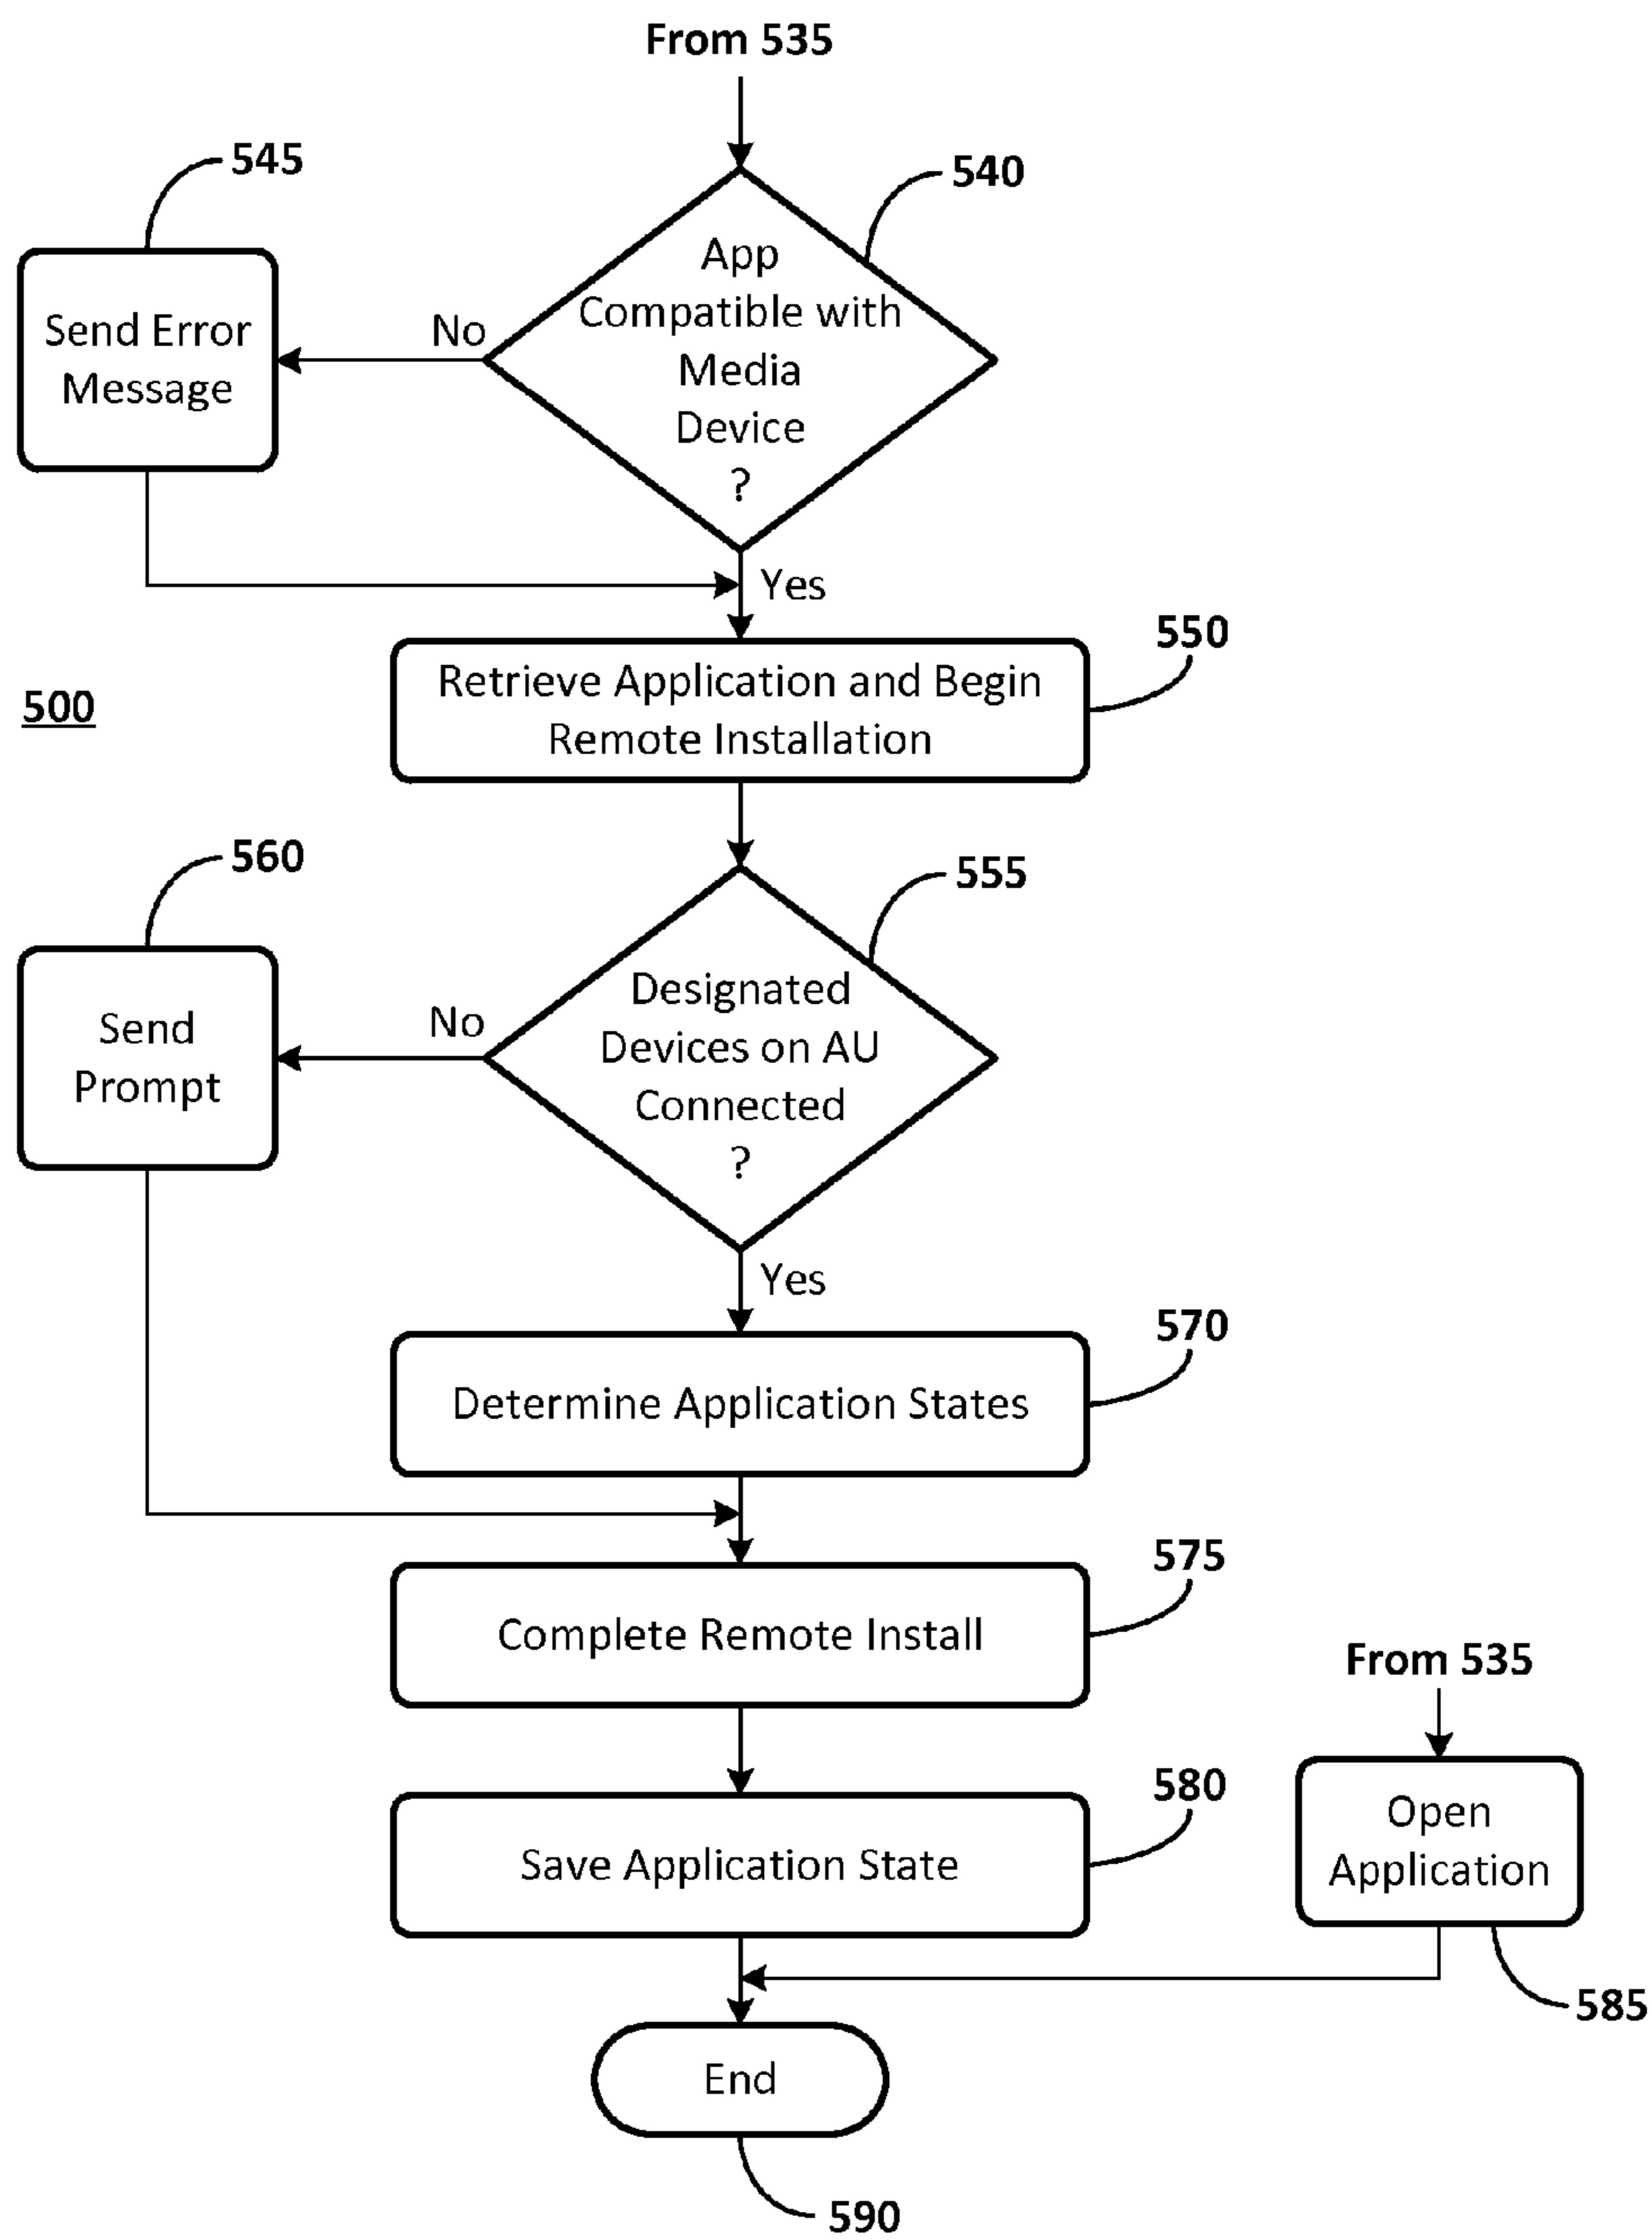 From 535
545
540
App
Compatible with
Media
Device
?
Send Error
Message
No
Yes
550
Retrieve Application and Begin
Remote Installation
500
560
555
Designated
Devices on AU
Connected
?
Send
Prompt
No
Yes
570
Determine Application States
575
Complete Remote Install
From 535
580
Save Application State
Open
Application
585
End
590